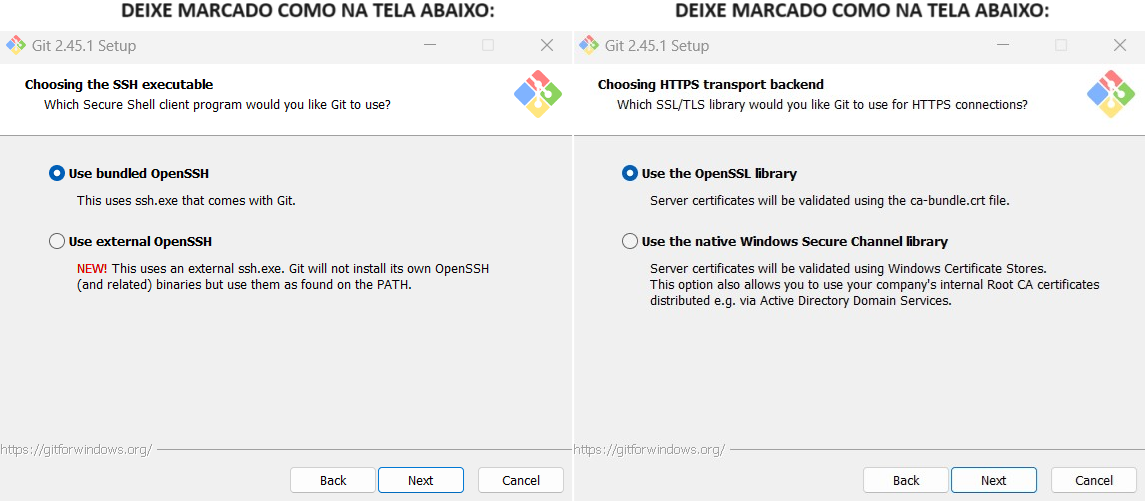 DEIXE MARCADO COMO NA TELA ABAIXO:
Git 2.45.1 Setup
Choosing the SSH executable
Which Secure Shell client program would you like Git to use?
Use bundled OpenSSH
This uses ssh.exe that comes with Git.
Use external OpenSSH
NEW! This uses an external ssh.exe. Git will not install its own OpenSSH
(and related) binaries but use them as found on the PATH.
https://gitforwindows.org/
Back
Next
Cancel
DEIXE MARCADO COMO NA TELA ABAIXO:
Git 2.45.1 Setup
Choosing HTTPS transport backend
Which SSL/TLS library would you like Git to use for HTTPS connections?
Use the OpenSSL library
Server certificates will be validated using the ca-bundle.crt file.
Use the native Windows Secure Channel library
Server certificates will be validated using Windows Certificate Stores.
This option also allows you to use your company's internal Root CA certificates
distributed e.g. via Active Directory Domain Services.
https://gitforwindows.org/
Back
Next
Cancel